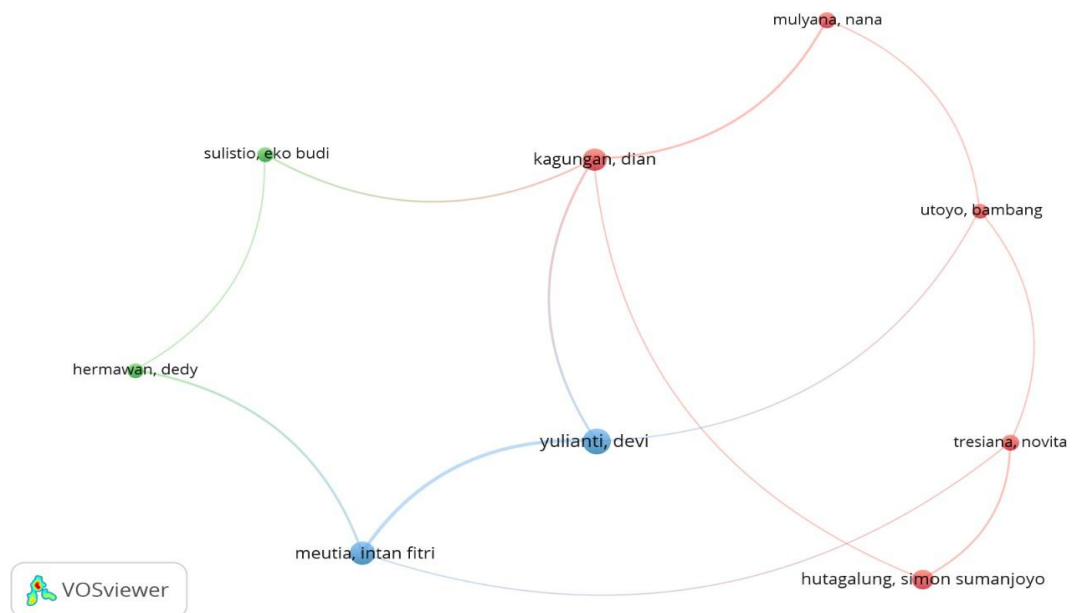 mulyana, nana
sulistio, eko budi
kagungan, dian
utoyo, bambang
hermawan, dedy
yulianti, devi
tresiana, novita
meutia, intan fitri
hutagalung, simon sumanjoyo
VOSviewer